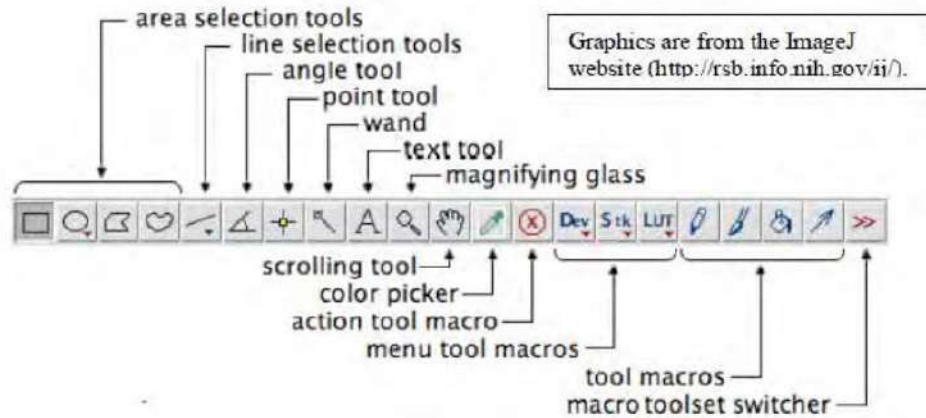 area selection tools
line selection tools
angle tool
point tool
wand
text tool
magnifying glass
Graphics are from the ImageJ
website (http://rsb.info.nih.gov/ij/).
A Dev Stk LUT >>
scrolling tool
color picker
action tool macro
menu tool macros
tool macros
macro toolset switcher